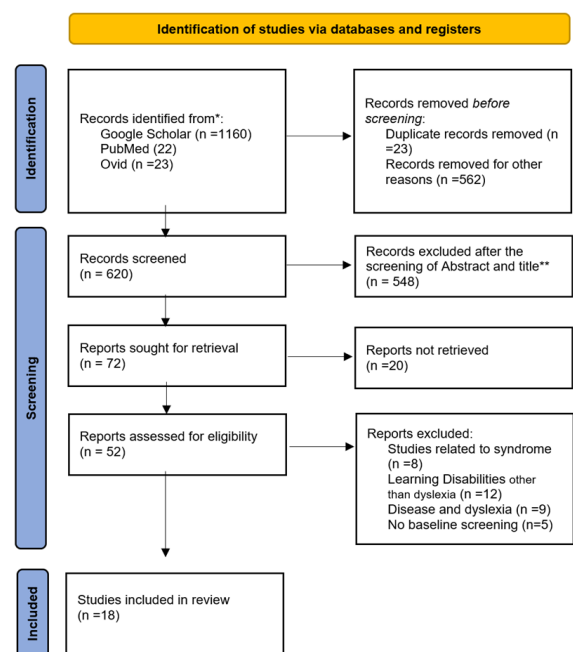 Identification of studies via databases and registers
Identification
Records identified from*:
Google Scholar (n =1160)
PubMed (22)
Ovid (n =23)
Records removed before
screening:
Duplicate records removed (n
=23)
Records removed for other
reasons (n =562)
Screening
Records screened
(n = 620)
Records excluded after the
screening of Abstract and title**
(n = 548)
Reports sought for retrieval
(n = 72)
Reports not retrieved
(n =20)
Reports assessed for eligibility
(n = 52)
Reports excluded:
Studies related to syndrome
(n =8)
Learning Disabilities other
than dyslexia (n =12)
Disease and dyslexia (n =9)
No baseline screening (n=5)
Included
Studies included in review
(n =18)